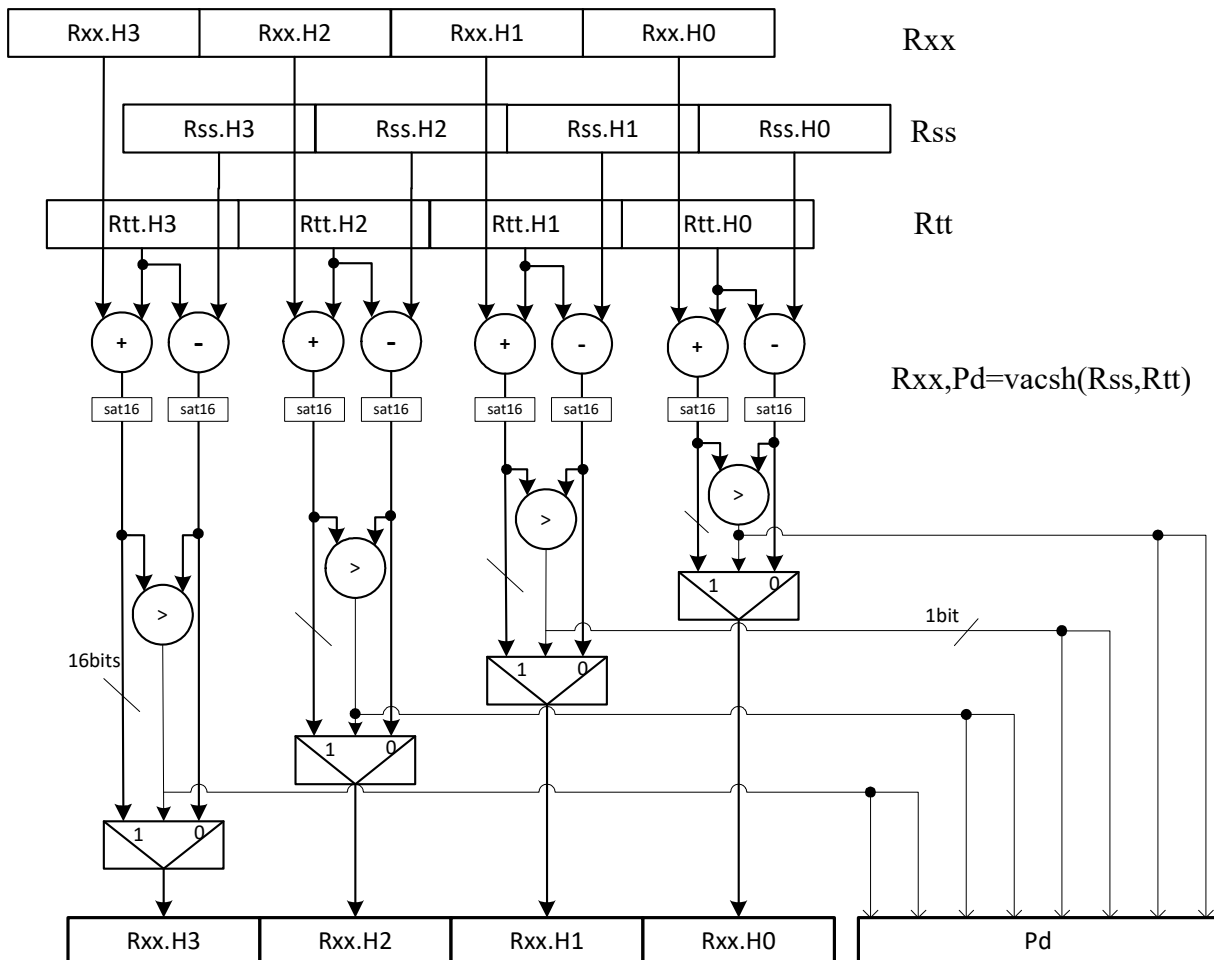 Rxx.H3 Rxx.H2 Rxx.H1 Rxx.H0 Rxx
Rss.H3 Rss.H2 Rss.H1 Rss.H0 Rss
Rtt.H3 Rtt.H2 Rtt.H1 Rtt.H0 Rtt
+ - + - + - + -
Rxx,Pd=vacsh(Rss,Rtt)
sat16 sat16 sat16 sat16 sat16 sat16 sat16 sat16
>
>
>
1 0
>
1bit
16bits
1 0
1 0
1 0
Rxx.H3 Rxx.H2 Rxx.H1 Rxx.H0 Pd